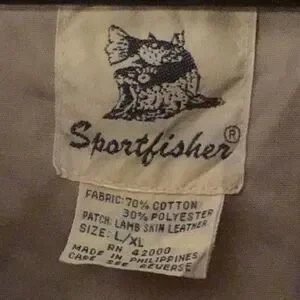 Sportfisher®
FABRIC: 70% COTTON
30% POLYESTER
PATCH: LAMB SKIN LEATHER
SIZE: L/XL
RN 42000
MADE IN PHILIPPINES
CARE SEE REVERSE